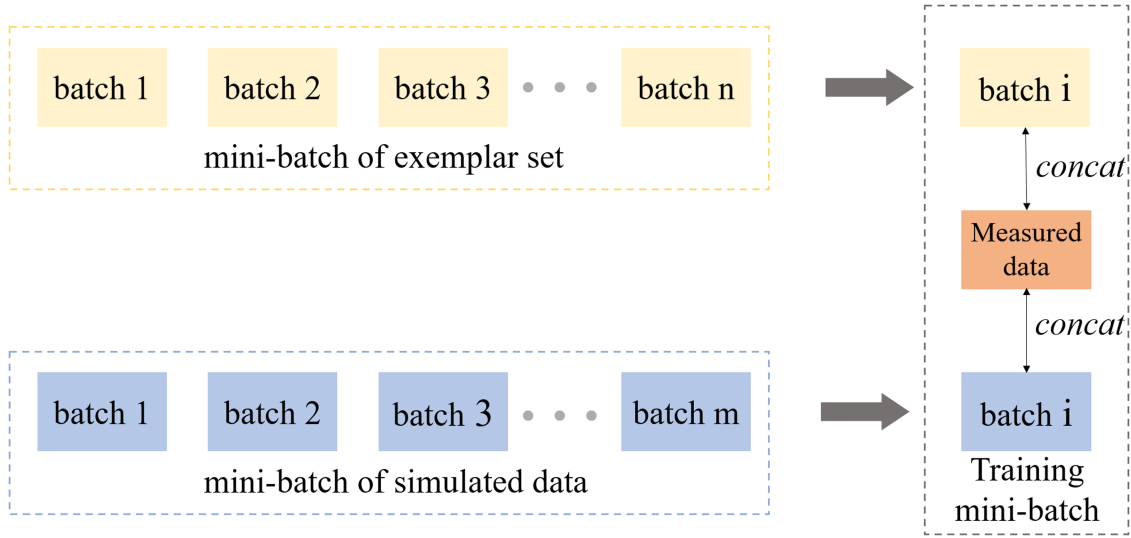 batch 1
batch 2
batch 3
batch n
mini-batch of exemplar set
batch i
concat
Measured
data
concat
batch 1
batch 2
batch 3
batch m
mini-batch of simulated data
batch i
Training
mini-batch